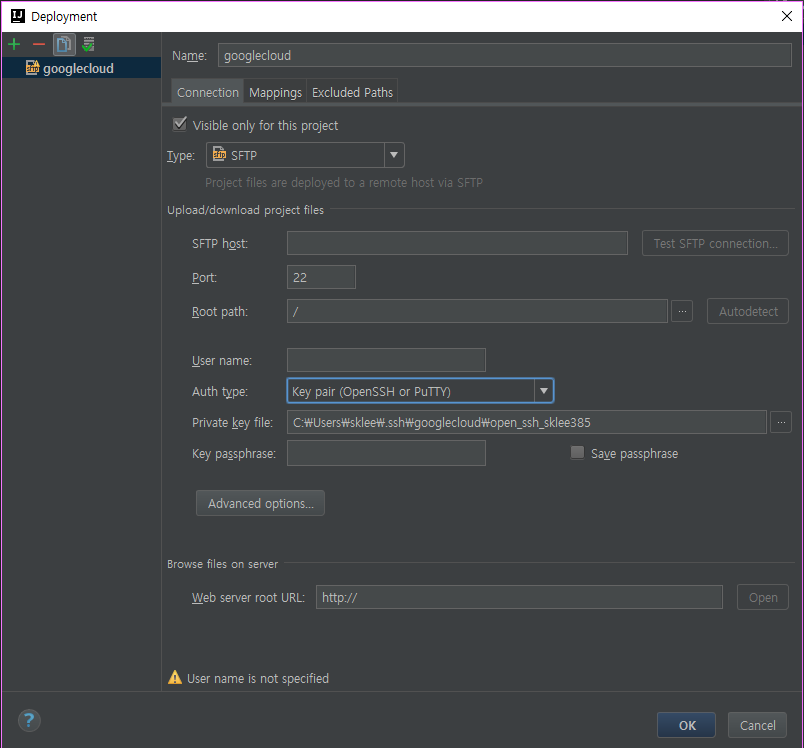 Deployment
googlecloud
Name: googlecloud
Connection Mappings Excluded Paths
Visible only for this project
Type: SFTP
Project files are deployed to a remote host via SFTP
Upload/download project files
SFTP host: Test SFTP connection...
Port: 22
Root path: / ... Autodetect
User name:
Auth type: Key pair (OpenSSH or PuTTY)
Private key file: C:₩Users₩sklee₩.ssh₩googlecloud₩open_ssh_sklee385 ...
Key passphrase: Save passphrase
Advanced options...
Browse files on server
Web server root URL: http:// Open
User name is not specified
? OK Cancel